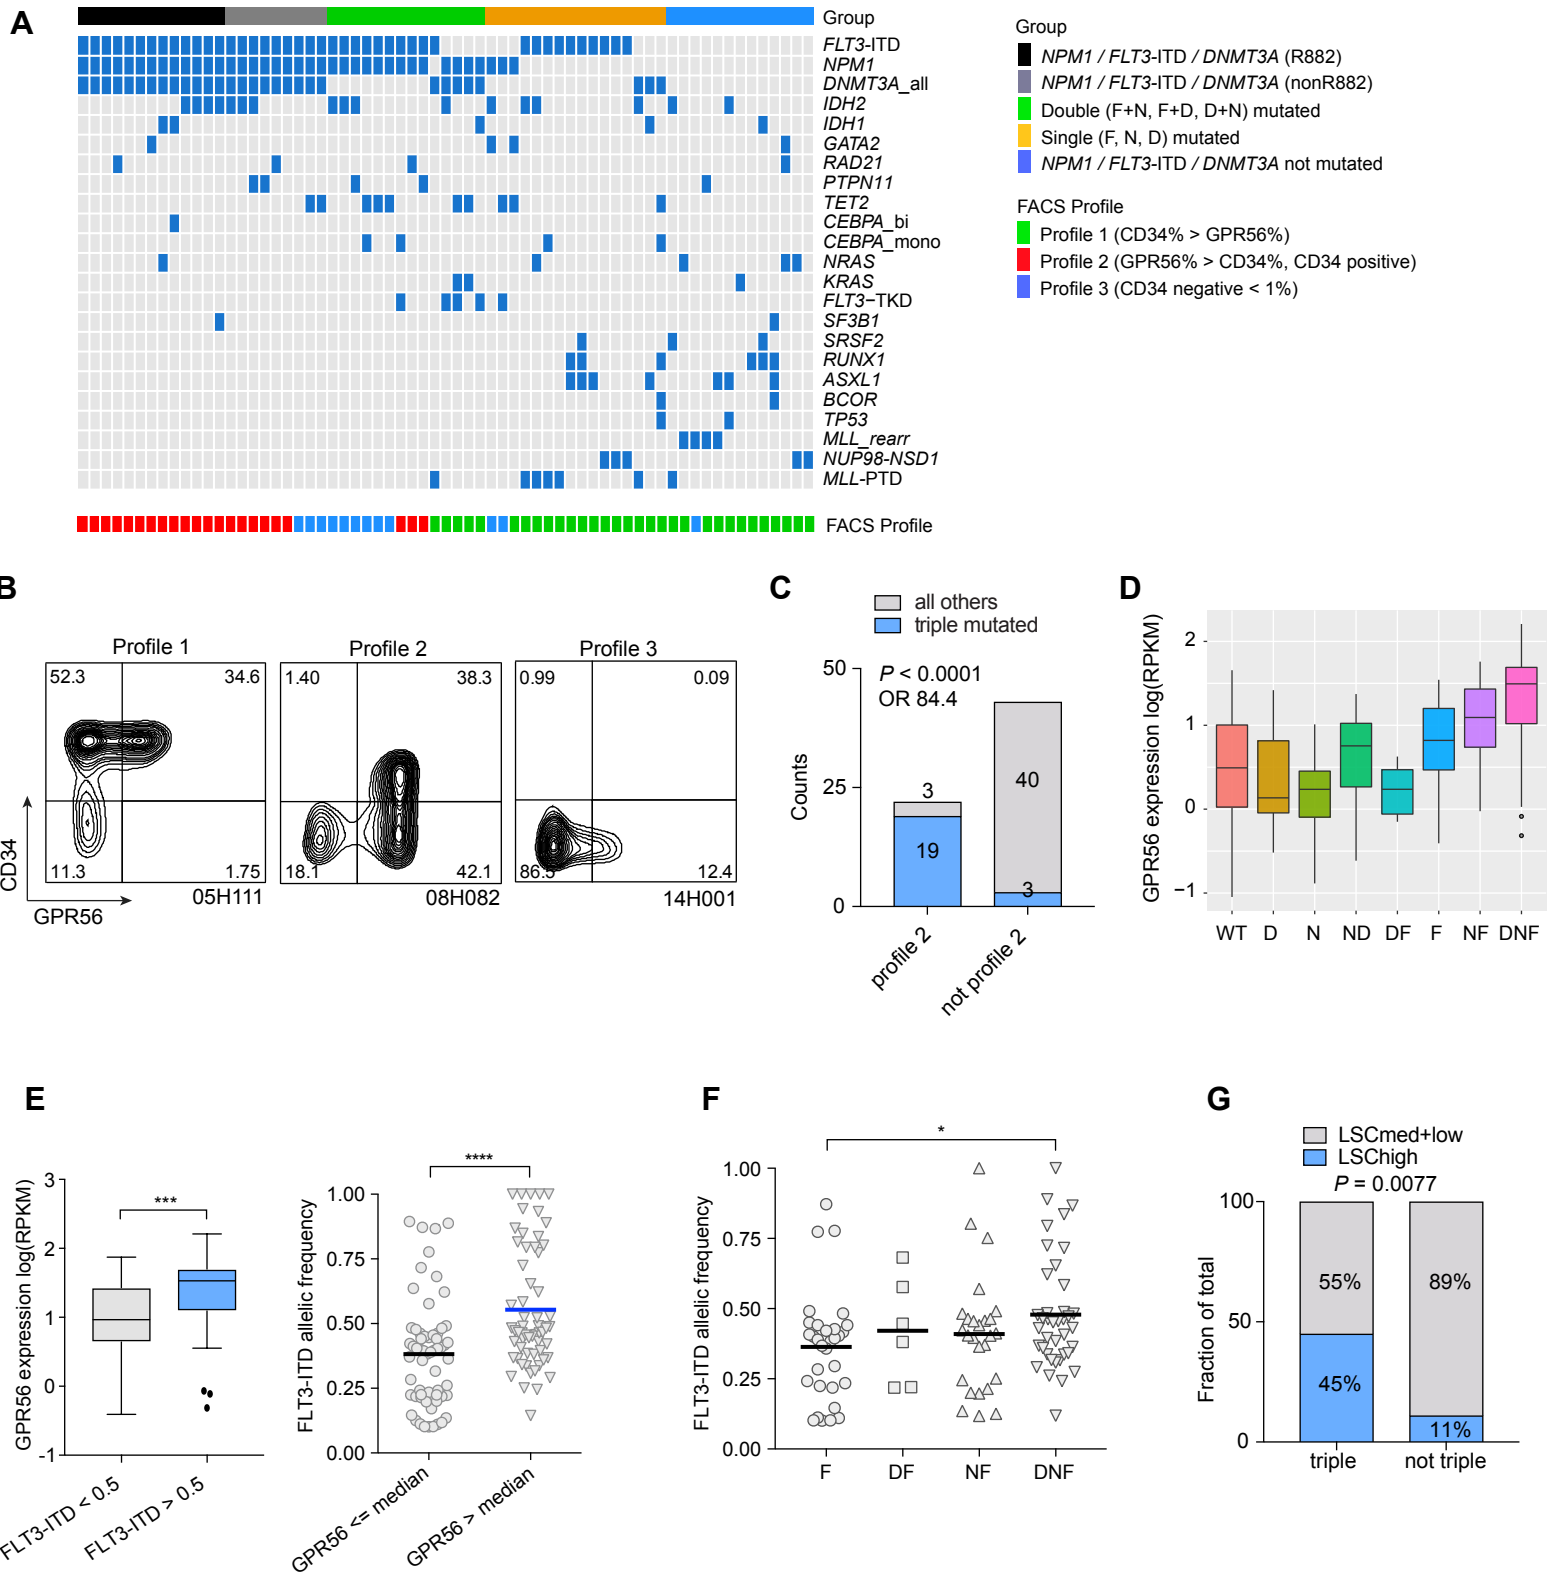 A
Group
FLT3-ITD
NPM1
DNMT3A_all
IDH2
IDH1
GATA2
RAD21
PTPN11
TET2
CEBPA_bi
CEBPA_mono
NRAS
KRAS
FLT3−TKD
SF3B1
SRSF2
RUNX1
ASXL1
BCOR
TP53
MLL_rearr
NUP98-NSD1
MLL-PTD
FACS Profile
Group
NPM1 / FLT3-ITD / DNMT3A (R882)
NPM1 / FLT3-ITD / DNMT3A (nonR882)
Double (F+N, F+D, D+N) mutated
Single (F, N, D) mutated
NPM1 / FLT3-ITD / DNMT3A not mutated
FACS Profile
Profile 1 (CD34% > GPR56%)
Profile 2 (GPR56% > CD34%, CD34 positive)
Profile 3 (CD34 negative < 1%)
B
Profile 1
52.3 34.6
11.3 1.75
05H111
CD34
GPR56
Profile 2
1.40 38.3
18.1 42.1
08H082
Profile 3
0.99 0.09
86.5 12.4
14H001
C
all others
triple mutated
P < 0.0001
OR 84.4
Counts
50
25
0
3
19
40
3
profile 2
not profile 2
D
GPR56 expression log(RPKM)
2
1
0
−1
WT D N ND DF F NF DNF
E
GPR56 expression log(RPKM)
3
2
1
0
-1
***
FLT3-ITD < 0.5
FLT3-ITD > 0.5
FLT3-ITD allelic frequency
1.00
0.75
0.50
0.25
0.00
****
GPR56 <= median
GPR56 > median
F
FLT3-ITD allelic frequency
1.00
0.75
0.50
0.25
0.00
*
F DF NF DNF
G
LSCmed+low
LSChigh
P = 0.0077
Fraction of total
100
50
0
55%
45%
89%
11%
triple not triple